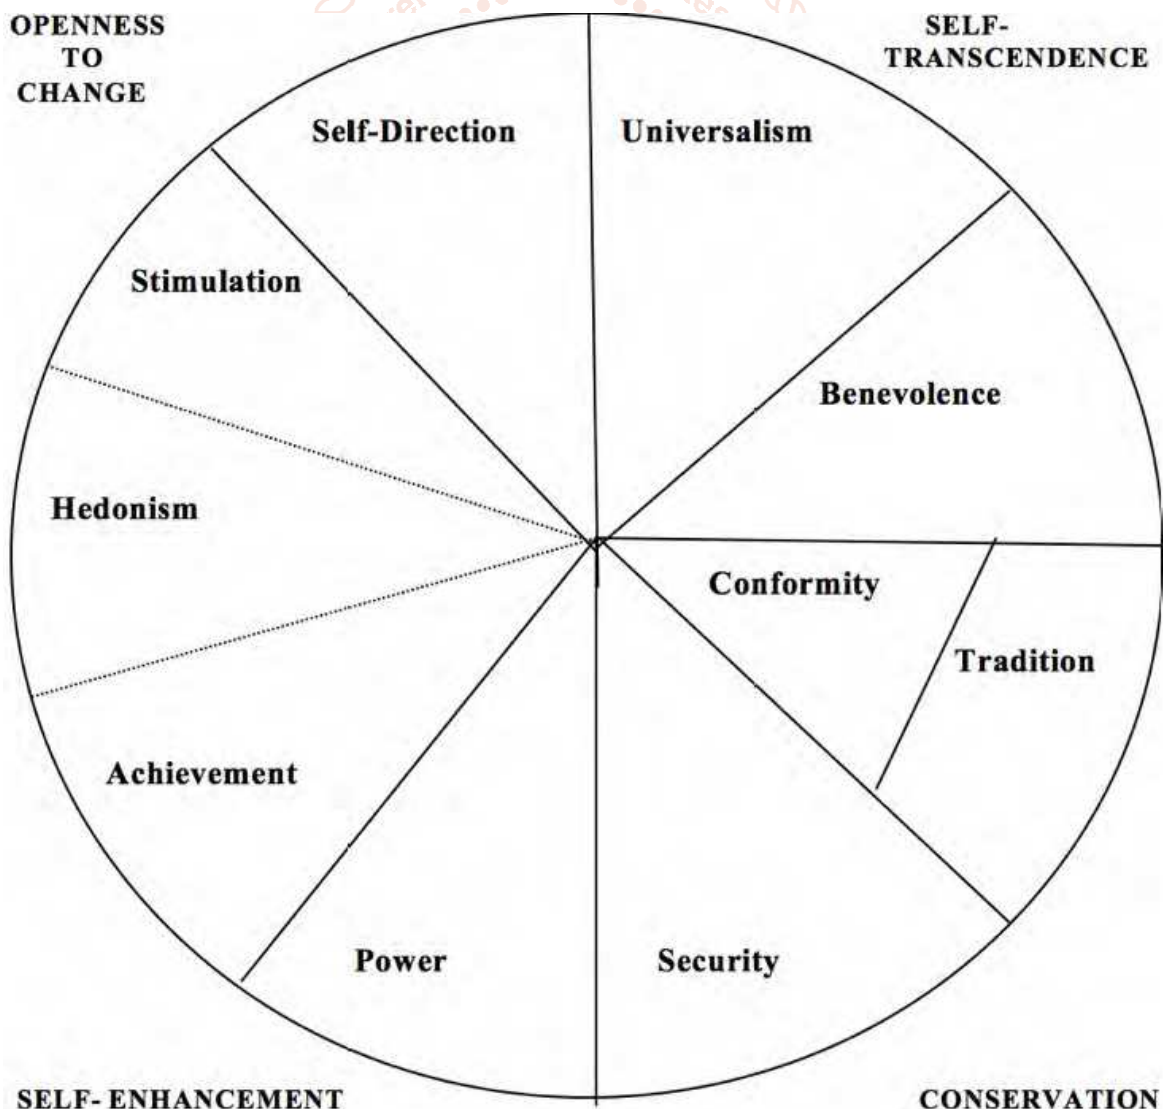 OPENNESS
TO
CHANGE
SELF-
TRANSCENDENCE
Self-Direction
Universalism
Stimulation
Benevolence
Hedonism
Conformity
Tradition
Achievement
Power
Security
SELF- ENHANCEMENT
CONSERVATION